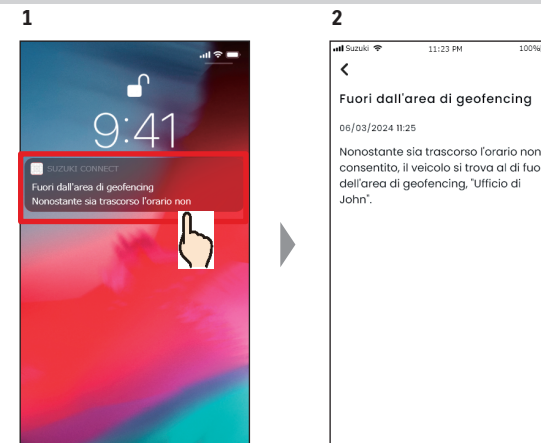 1
9:41
SUZUKI CONNECT
Fuori dall'area di geofencing
Nonostante sia trascorso l'orario non
2
Suzuki 11:23 PM 100%
Fuori dall'area di geofencing
06/03/2024 11:25
Nonostante sia trascorso l'orario non
consentito, il veicolo si trova al di fuo
dell'area di geofencing, "Ufficio di
John".